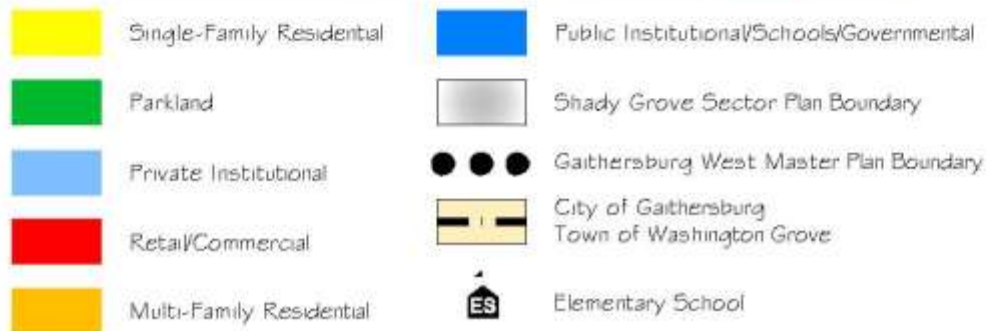 Single-Family Residential
Parkland
Private Institutional
Retail/Commercial
Multi-Family Residential
Public Institutional/Schools/Governmental
Shady Grove Sector Plan Boundary
Gaithersburg West Master Plan Boundary
City of Gaithersburg
Town of Washington Grove
ES
Elementary School